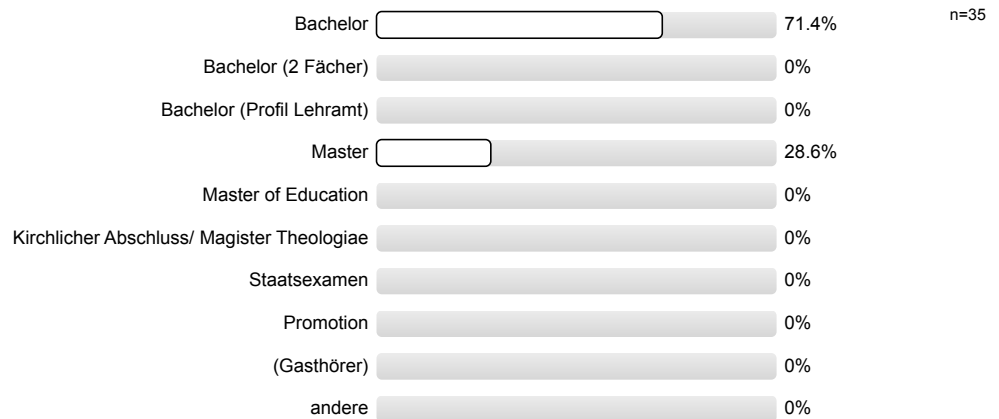 Bachelor 71.4% n=35
Bachelor (2 Fächer) 0%
Bachelor (Profil Lehramt) 0%
Master 28.6%
Master of Education 0%
Kirchlicher Abschluss/ Magister Theologiae 0%
Staatsexamen 0%
Promotion 0%
(Gasthörer) 0%
andere 0%